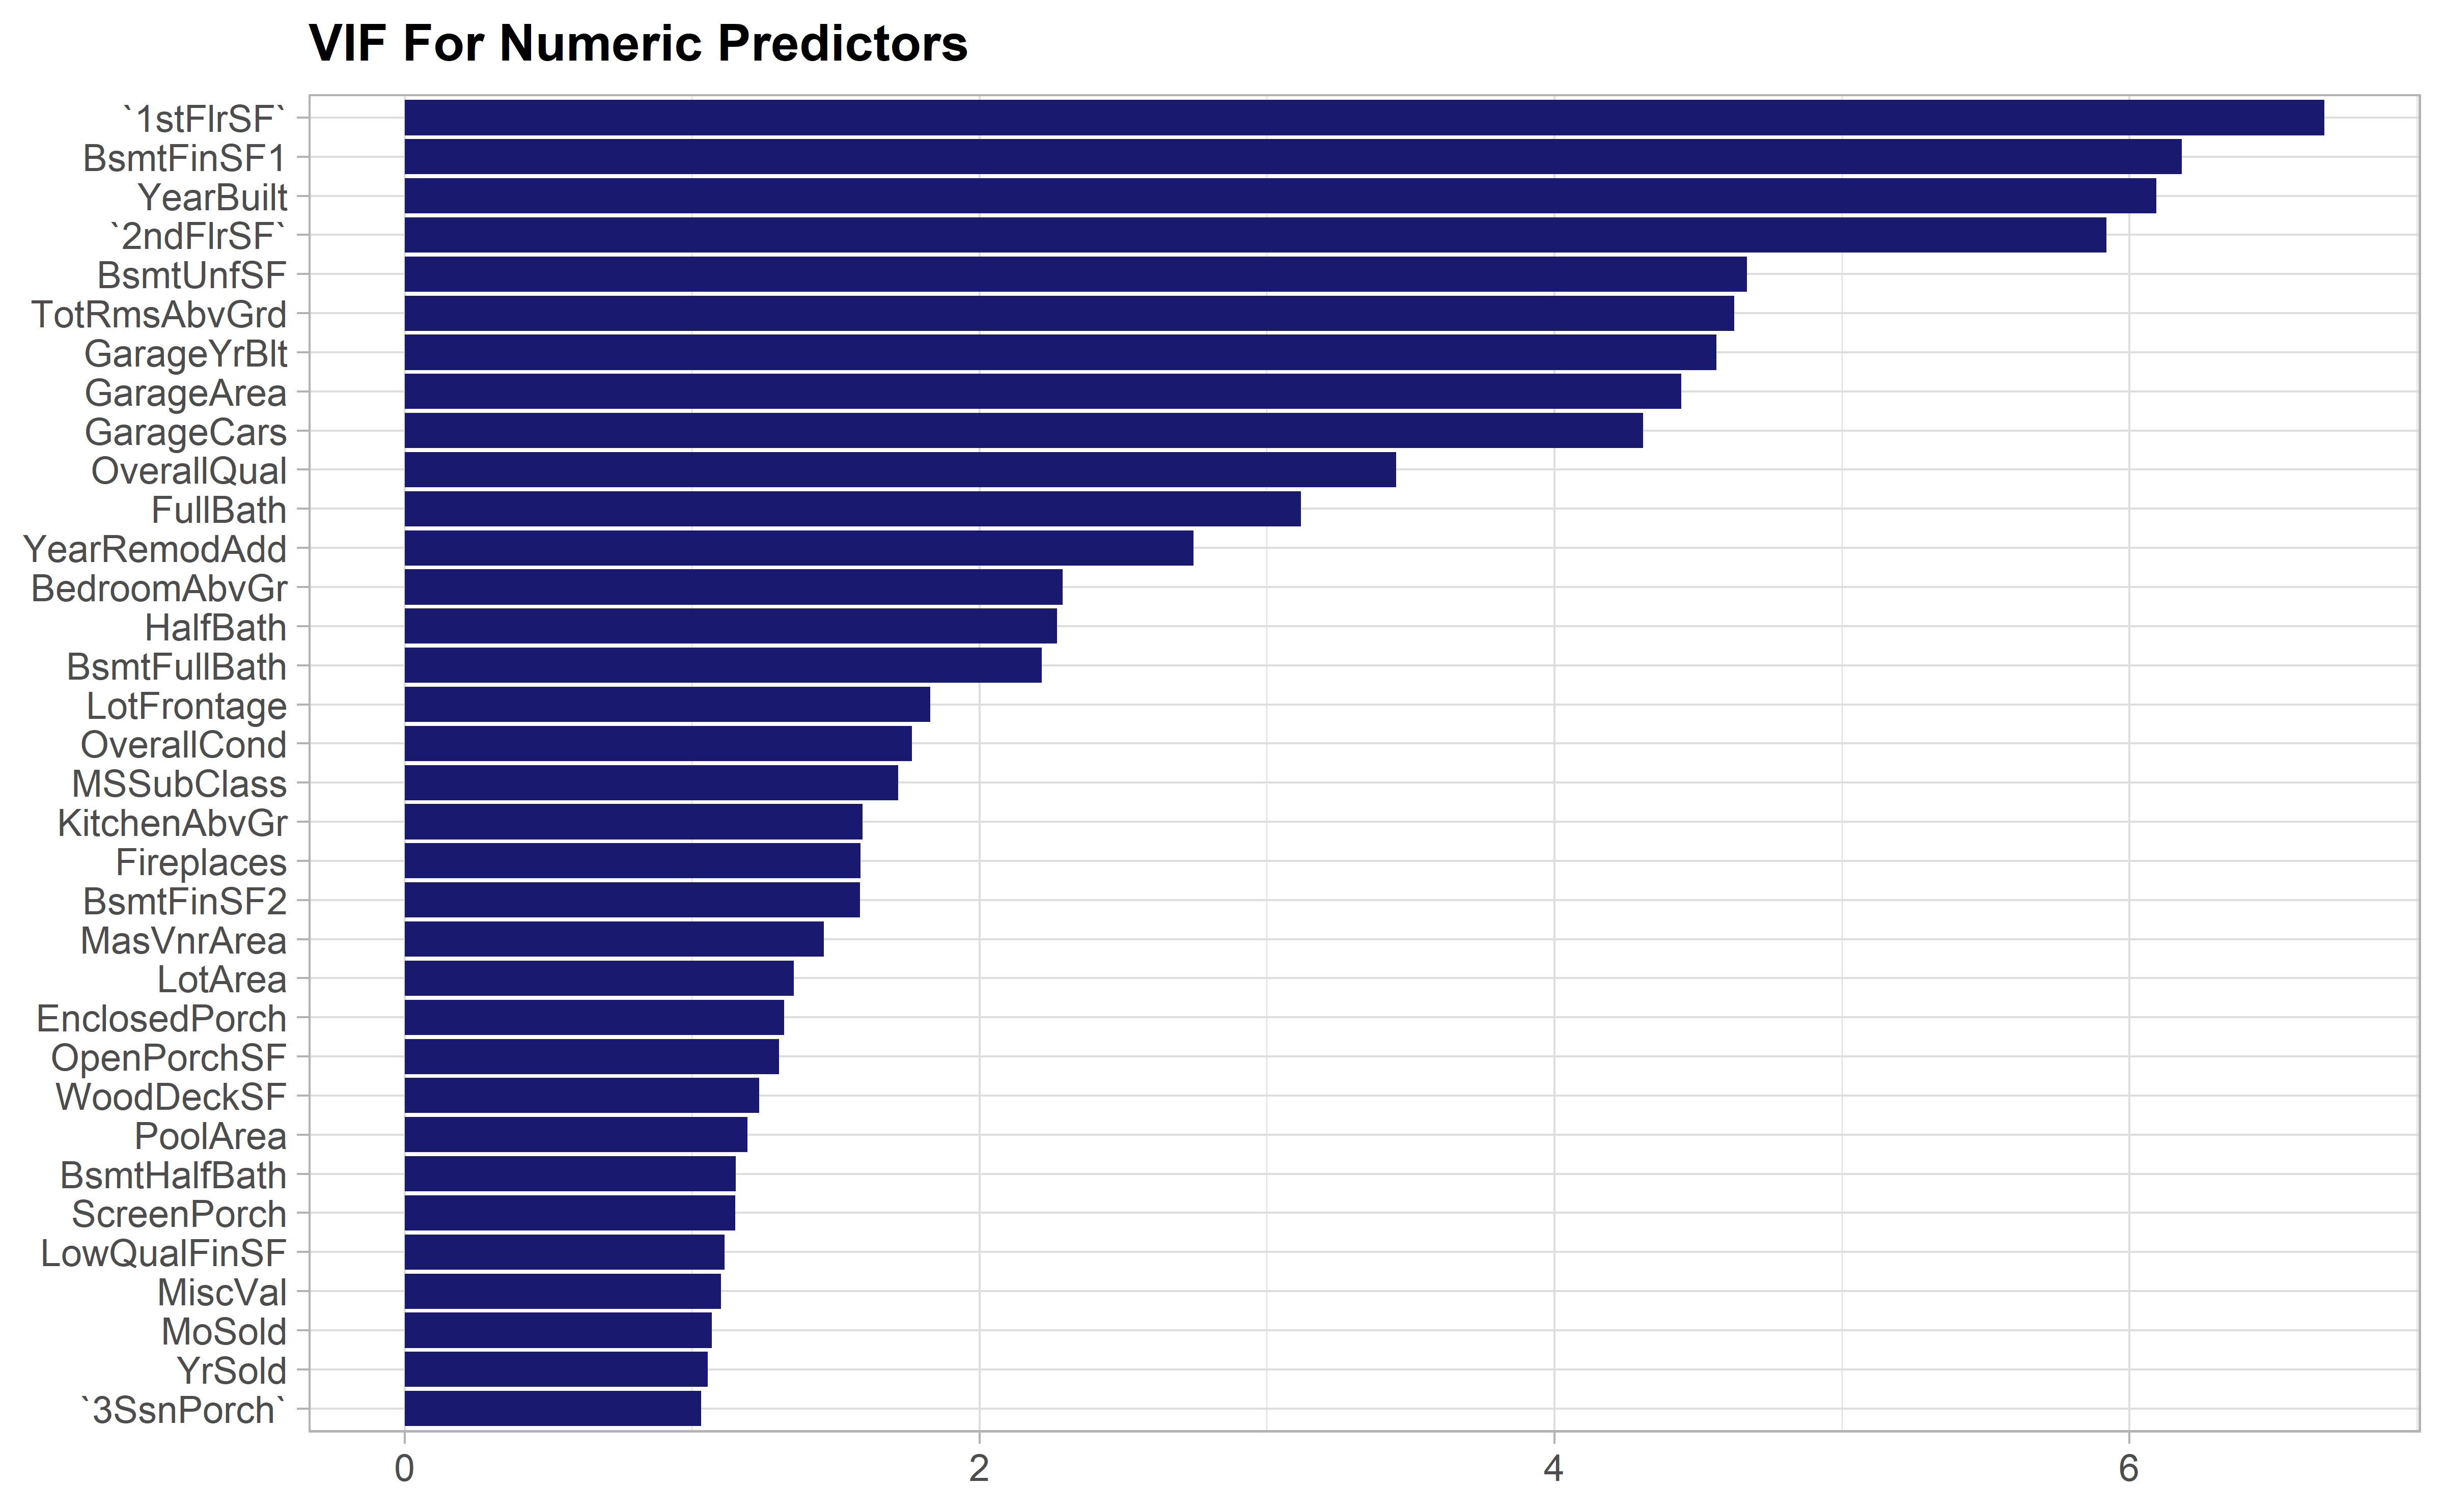 VIF For Numeric Predictors
`1stFlrSF`
BsmtFinSF1
YearBuilt
`2ndFlrSF`
BsmtUnfSF
TotRmsAbvGrd
GarageYrBlt
GarageArea
GarageCars
OverallQual
FullBath
YearRemodAdd
BedroomAbvGr
HalfBath
BsmtFullBath
LotFrontage
OverallCond
MSSubClass
KitchenAbvGr
Fireplaces
BsmtFinSF2
MasVnrArea
LotArea
EnclosedPorch
OpenPorchSF
WoodDeckSF
PoolArea
BsmtHalfBath
ScreenPorch
LowQualFinSF
MiscVal
MoSold
YrSold
`3SsnPorch`
0 2 4 6